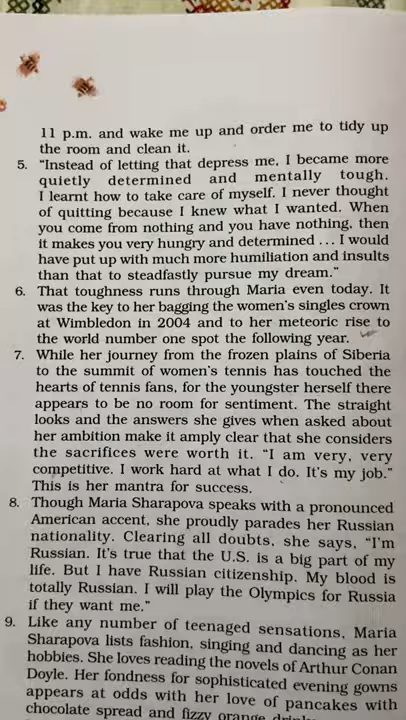 11 p.m. and wake me up and order me to tidy up
the room and clean it.
5. “Instead of letting that depress me, I became more
quietly determined and mentally tough.
I learnt how to take care of myself. I never thought
of quitting because I knew what I wanted. When
you come from nothing and you have nothing, then
it makes you very hungry and determined ... I would
have put up with much more humiliation and insults
than that to steadfastly pursue my dream.”
6. That toughness runs through Maria even today. It
was the key to her bagging the women’s singles crown
at Wimbledon in 2004 and to her meteoric rise to
the world number one spot the following year.
7. While her journey from the frozen plains of Siberia
to the summit of women’s tennis has touched the
hearts of tennis fans, for the youngster herself there
appears to be no room for sentiment. The straight
looks and the answers she gives when asked about
her ambition make it amply clear that she considers
the sacrifices were worth it. “I am very, very
competitive. I work hard at what I do. It’s my job.”
This is her mantra for success.
8. Though Maria Sharapova speaks with a pronounced
American accent, she proudly parades her Russian
nationality. Clearing all doubts, she says, “I’m
Russian. It’s true that the U.S. is a big part of my
life. But I have Russian citizenship. My blood is
totally Russian. I will play the Olympics for Russia
if they want me.”
9. Like any number of teenaged sensations, Maria
Sharapova lists fashion, singing and dancing as her
hobbies. She loves reading the novels of Arthur Conan
Doyle. Her fondness for sophisticated evening gowns
appears at odds with her love of pancakes with
chocolate spread and fizzy orange